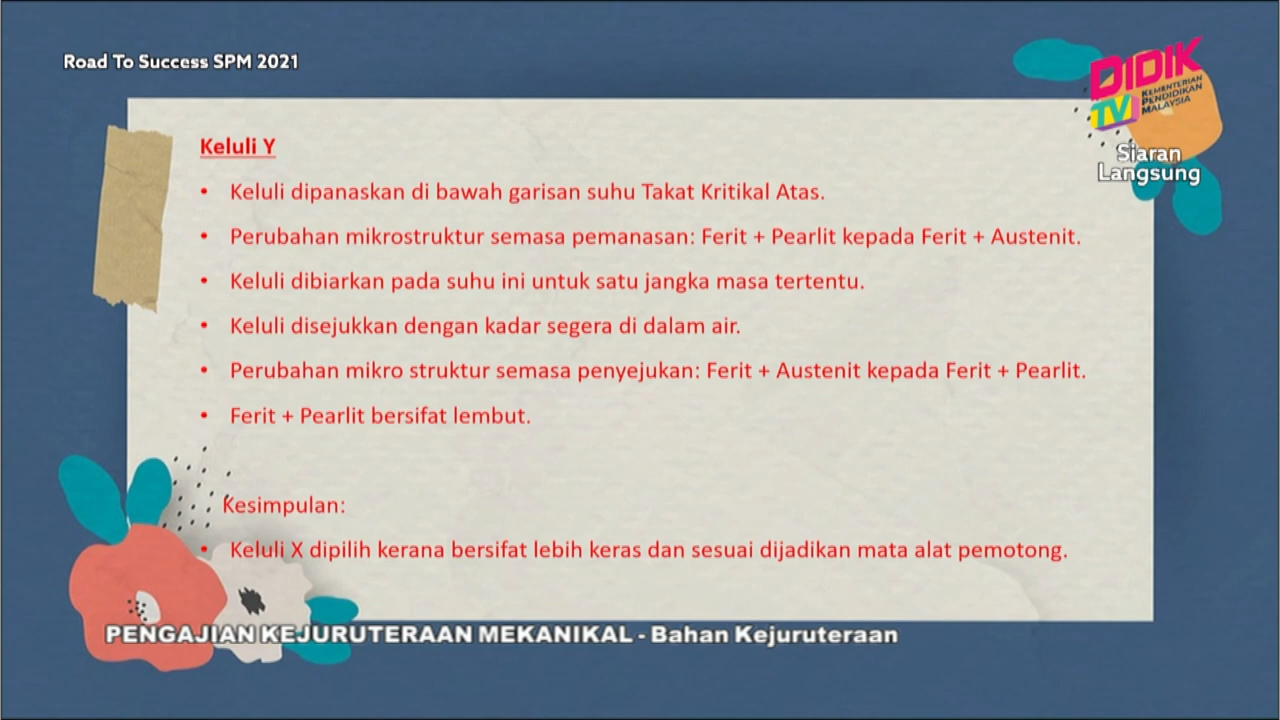 Road To Success SPM 2021
DIDIK
TV
KEMENTERIAN
PENDIDIKAN
MALAYSIA
Siaran
Langsung
Keluli Y
• Keluli dipanaskan di bawah garisan suhu Takat Kritikal Atas.
• Perubahan mikrostruktur semasa pemanasan: Ferit + Pearlit kepada Ferit + Austenit.
• Keluli dibiarkan pada suhu ini untuk satu jangka masa tertentu.
• Keluli disejukkan dengan kadar segera di dalam air.
• Perubahan mikro struktur semasa penyejukan: Ferit + Austenit kepada Ferit + Pearlit.
• Ferit + Pearlit bersifat lembut.
Kesimpulan:
• Keluli X dipilih kerana bersifat lebih keras dan sesuai dijadikan mata alat pemotong.
PENGAJIAN KEJURUTERAAN MEKANIKAL - Bahan Kejuruteraan